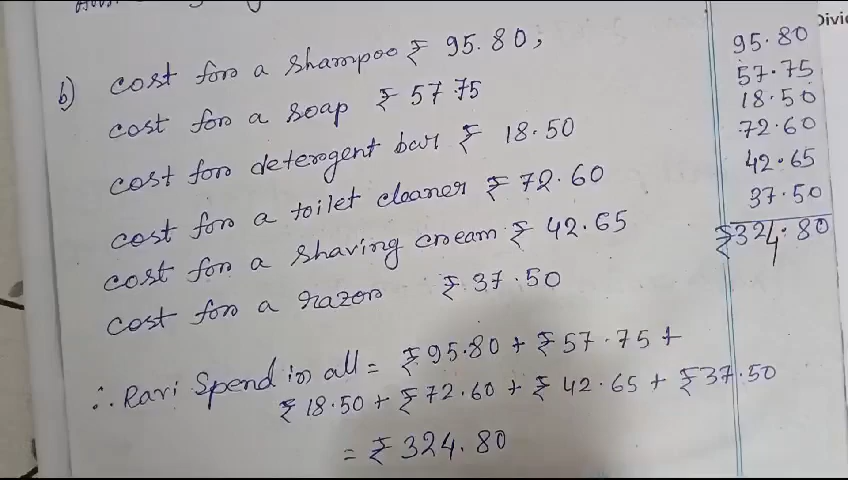 b) cost for a shampoo ₹ 95.80,
cost for a soap ₹ 57.75
cost for detergent bar ₹ 18.50
cost for a toilet cleaner ₹ 72.60
cost for a shaving cream ₹ 42.65
cost for a razor ₹ 37.50
∴ Ravi Spend in all = ₹ 95.80 + ₹ 57.75 +
₹ 18.50 + ₹ 72.60 + ₹ 42.65 + ₹ 37.50
= ₹ 324.80
95.80
57.75
18.50
72.60
42.65
37.50
₹324.80